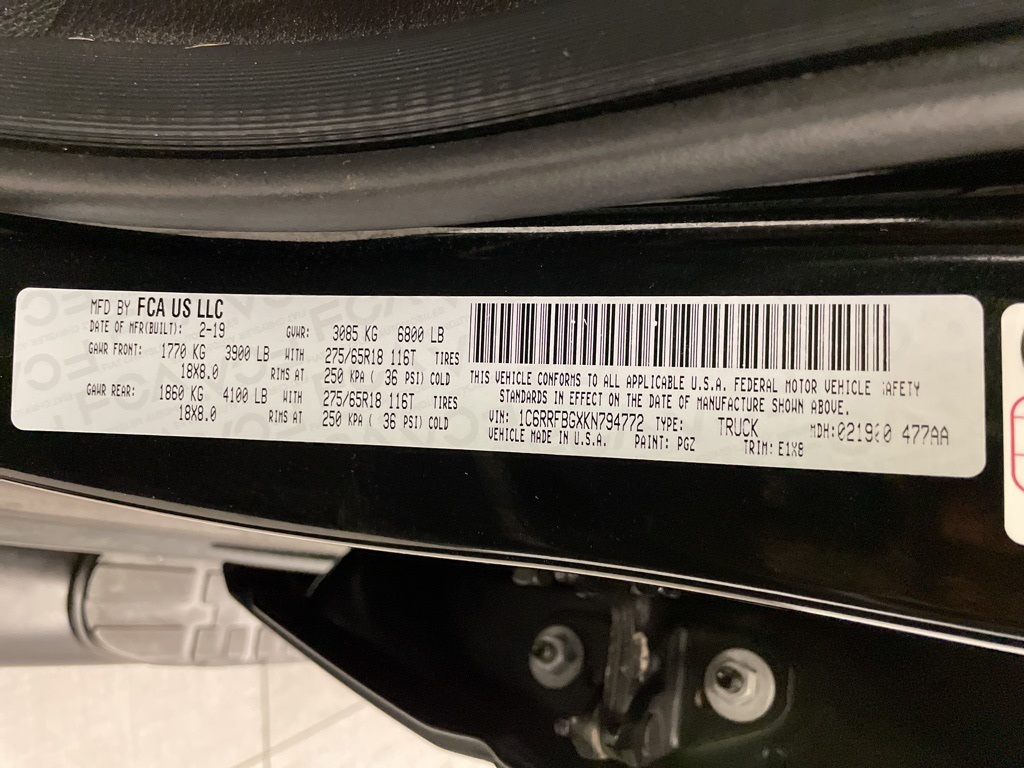 MFD BY FCA US LLC
DATE OF MFR(BUILT): 2-19 GVWR: 3085 KG 6800 LB
GAWR FRONT: 1770 KG 3900 LB WITH 275/65R18 116T TIRES
18X8.0 RIMS AT 250 KPA ( 36 PSI) COLD
GAWR REAR: 1860 KG 4100 LB WITH 275/65R18 116T TIRES
18X8.0 RIMS AT 250 KPA ( 36 PSI) COLD
THIS VEHICLE CONFORMS TO ALL APPLICABLE U.S.A. FEDERAL MOTOR VEHICLE SAFETY
STANDARDS IN EFFECT ON THE DATE OF MANUFACTURE SHOWN ABOVE.
VIN: 1C6RRFBGXKN794772 TYPE: TRUCK MDH: 477AA
VEHICLE MADE IN U.S.A. PAINT: PGZ TRIM: E1X8